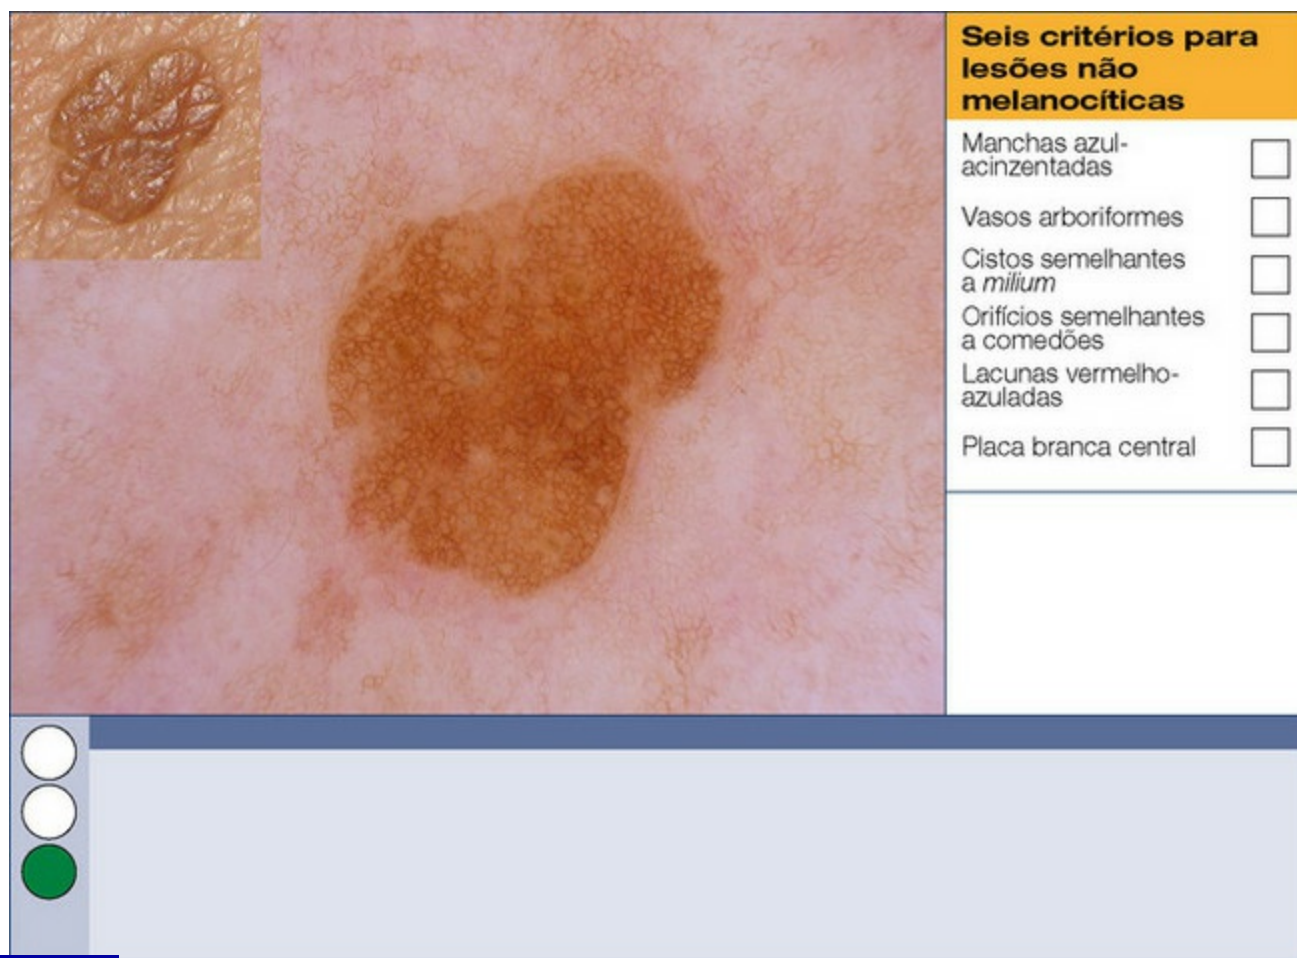 Seis critérios para
lesões não
melanocíticas
Manchas azul-
acinzentadas
Vasos arboriformes
Cistos semelhantes
a milium
Orifícios semelhantes
a comedões
Lacunas vermelho-
azuladas
Placa branca central